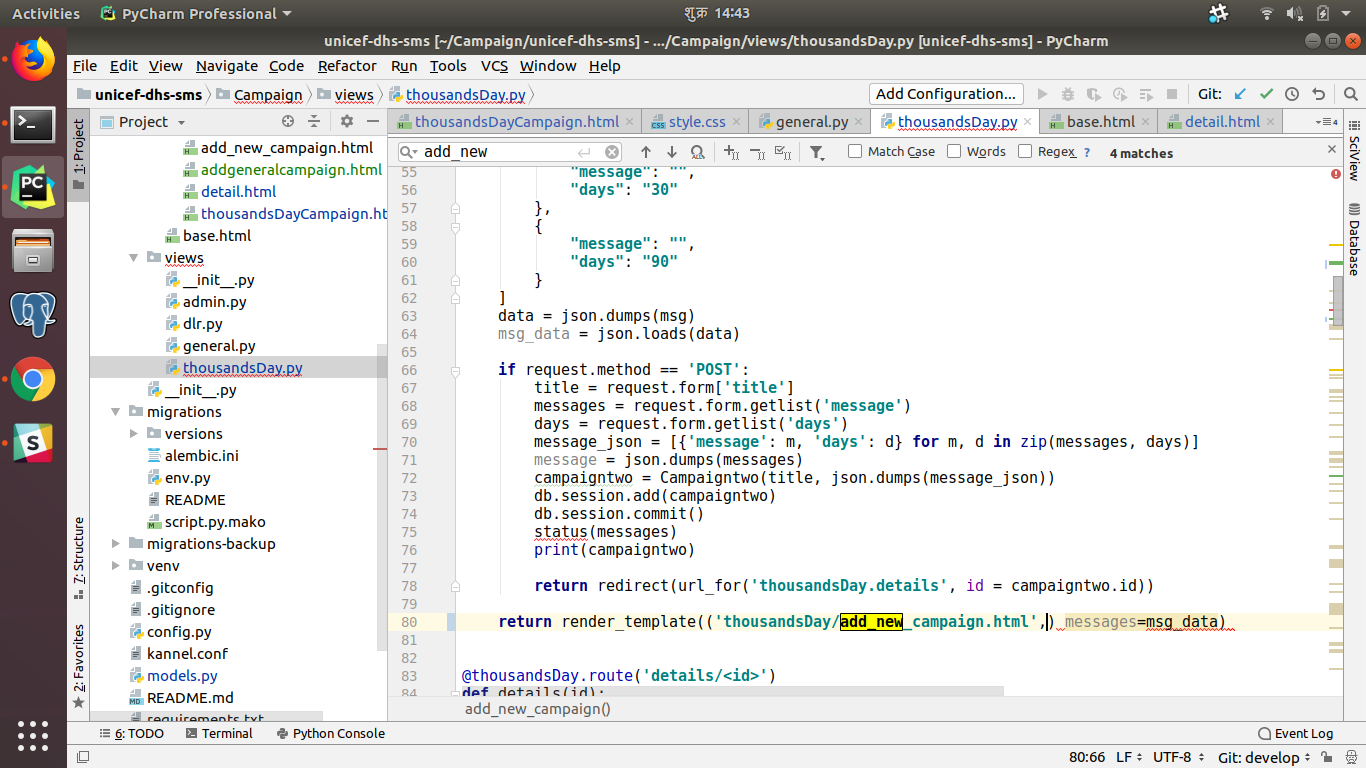 Activities PyCharm Professional शुक्र 14:43
unicef-dhs-sms [~/Campaign/unicef-dhs-sms] - .../Campaign/views/thousandsDay.py [unicef-dhs-sms] - PyCharm
File Edit View Navigate Code Refactor Run Tools VCS Window Help
unicef-dhs-sms Campaign views thousandsDay.py Add Configuration... Git:
Project thousandsDayCampaign.html style.css general.py thousandsDay.py base.html detail.html 4
add_new Match Case Words Regex ? 4 matches
1: Project
7: Structure
2: Favorites
add_new_campaign.html
addgeneralcampaign.html
detail.html
thousandsDayCampaign.ht
base.html
views
__init__.py
admin.py
dlr.py
general.py
thousandsDay.py
__init__.py
migrations
versions
alembic.ini
env.py
README
script.py.mako
migrations-backup
venv
.gitconfig
.gitignore
config.py
kannel.conf
models.py
README.md
requirements.txt
55 "message": "",
56 "days": "30"
57 },
58 {
59 "message": "",
60 "days": "90"
61 }
62 ]
63 data = json.dumps(msg)
64 msg_data = json.loads(data)
65
66 if request.method == 'POST':
67 title = request.form['title']
68 messages = request.form.getlist('message')
69 days = request.form.getlist('days')
70 message_json = [{'message': m, 'days': d} for m, d in zip(messages, days)]
71 message = json.dumps(messages)
72 campaigntwo = Campaigntwo(title, json.dumps(message_json))
73 db.session.add(campaigntwo)
74 db.session.commit()
75 status(messages)
76 print(campaigntwo)
77
78 return redirect(url_for('thousandsDay.details', id = campaigntwo.id))
79
80 return render_template(('thousandsDay/add_new_campaign.html',) messages=msg_data)
81
82
83 @thousandsDay.route('details/<id>')
84 def details(id):
add_new_campaign()
SciView
Database
6: TODO Terminal Python Console Event Log
80:66 LF UTF-8 Git: develop